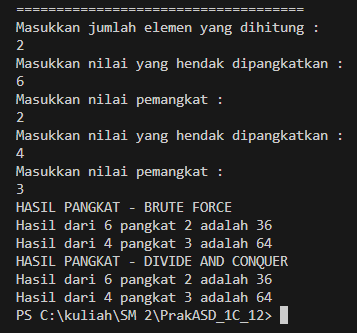 ====================================
Masukkan jumlah elemen yang dihitung :
2
Masukkan nilai yang hendak dipangkatkan :
6
Masukkan nilai pemangkat :
2
Masukkan nilai yang hendak dipangkatkan :
4
Masukkan nilai pemangkat :
3
HASIL PANGKAT - BRUTE FORCE
Hasil dari 6 pangkat 2 adalah 36
Hasil dari 4 pangkat 3 adalah 64
HASIL PANGKAT - DIVIDE AND CONQUER
Hasil dari 6 pangkat 2 adalah 36
Hasil dari 4 pangkat 3 adalah 64
PS C:\kuliah\SM 2\PrakASD_1C_12>